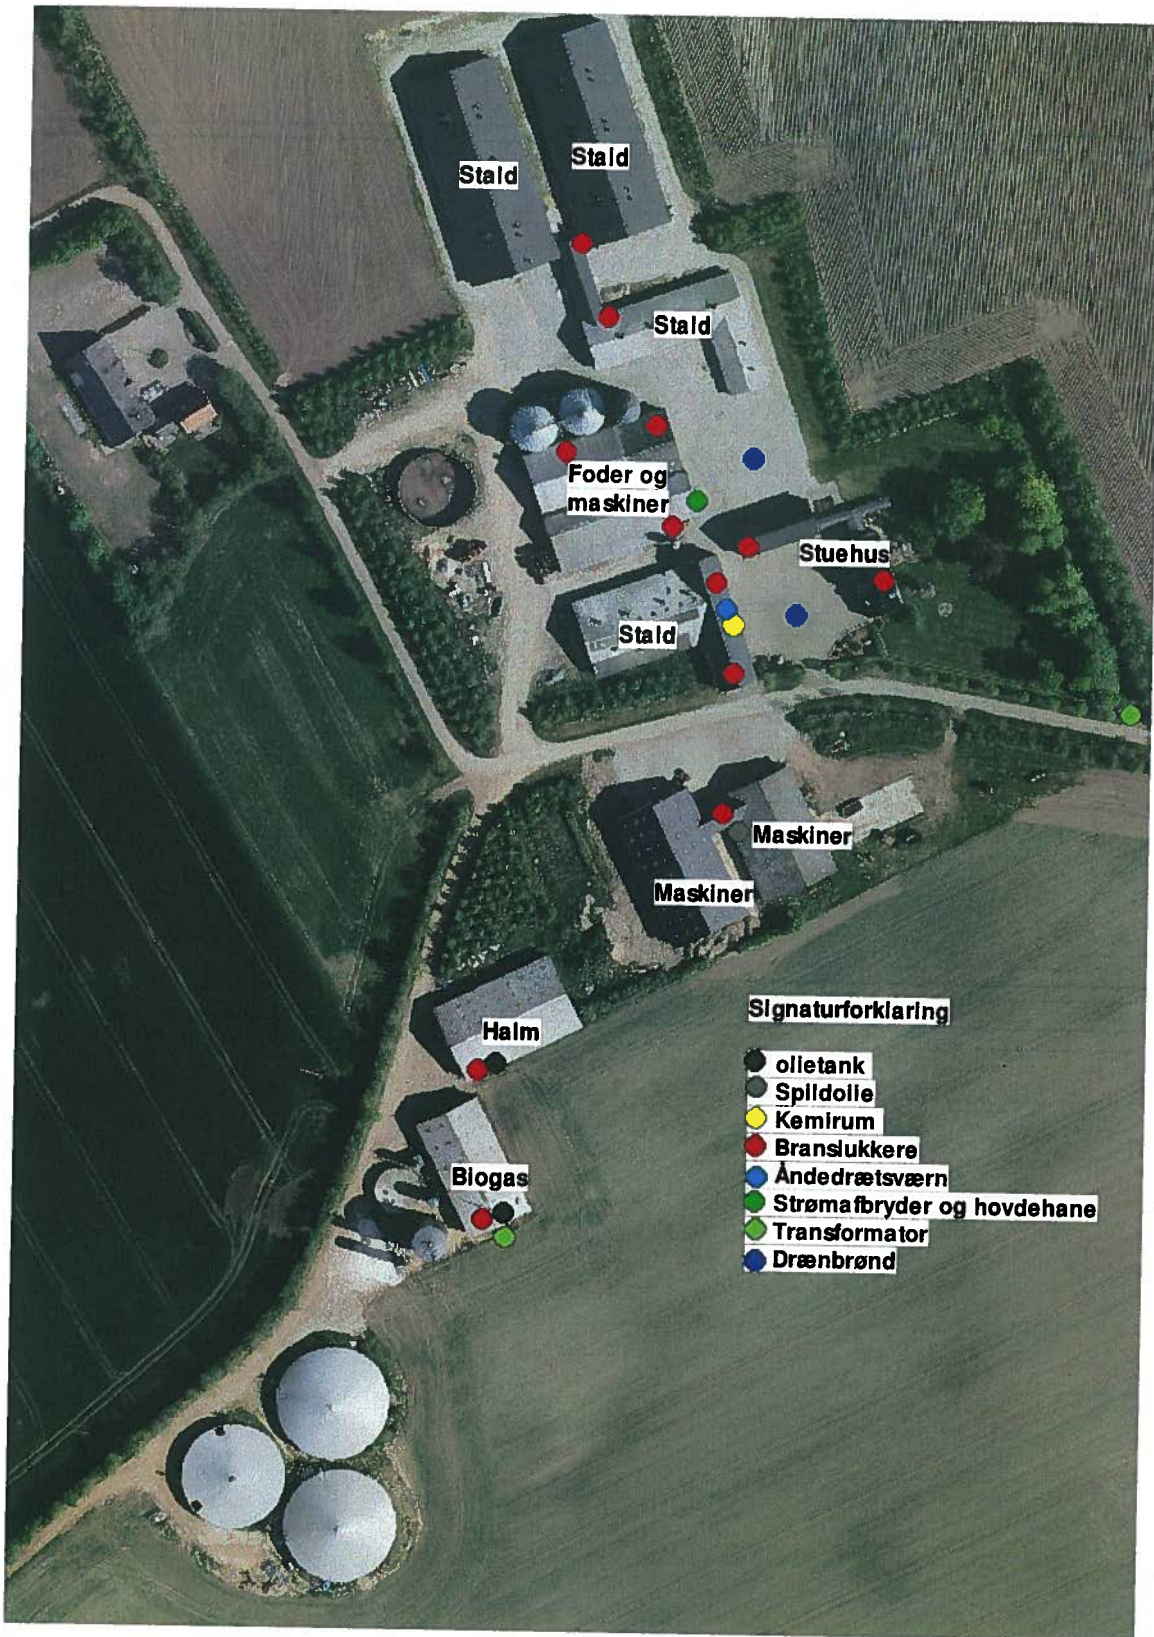 Stald
Stald
Stald
Foder og
maskiner
Stuehus
Stald
Maskiner
Maskiner
Halm
Biogas
Signaturforklaring
olietank
Spildolie
Kemirum
Branslukkere
Åndedrætsværn
Strømafbryder og hovdehane
Transformator
Drænbrønd